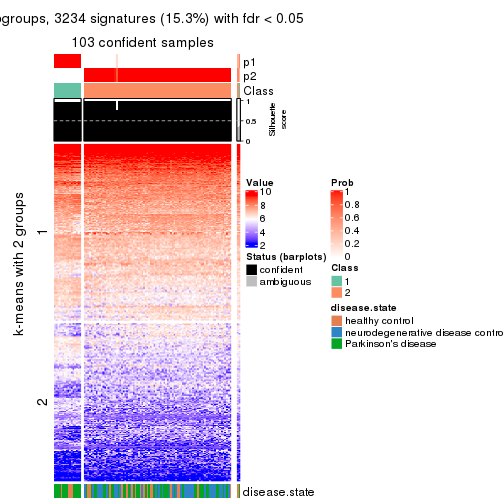 ogroups, 3234 signatures (15.3%) with fdr < 0.05
103 confident samples
p1
p2
Class
1
0.5
0
Silhouette
score
k-means with 2 groups
1
2
Value
10
8
6
4
2
Prob
1
0.8
0.6
0.4
0.2
0
Status (barplots)
confident
ambiguous
Class
1
2
disease.state
healthy control
neurodegenerative disease contro
Parkinson's disease
disease.state